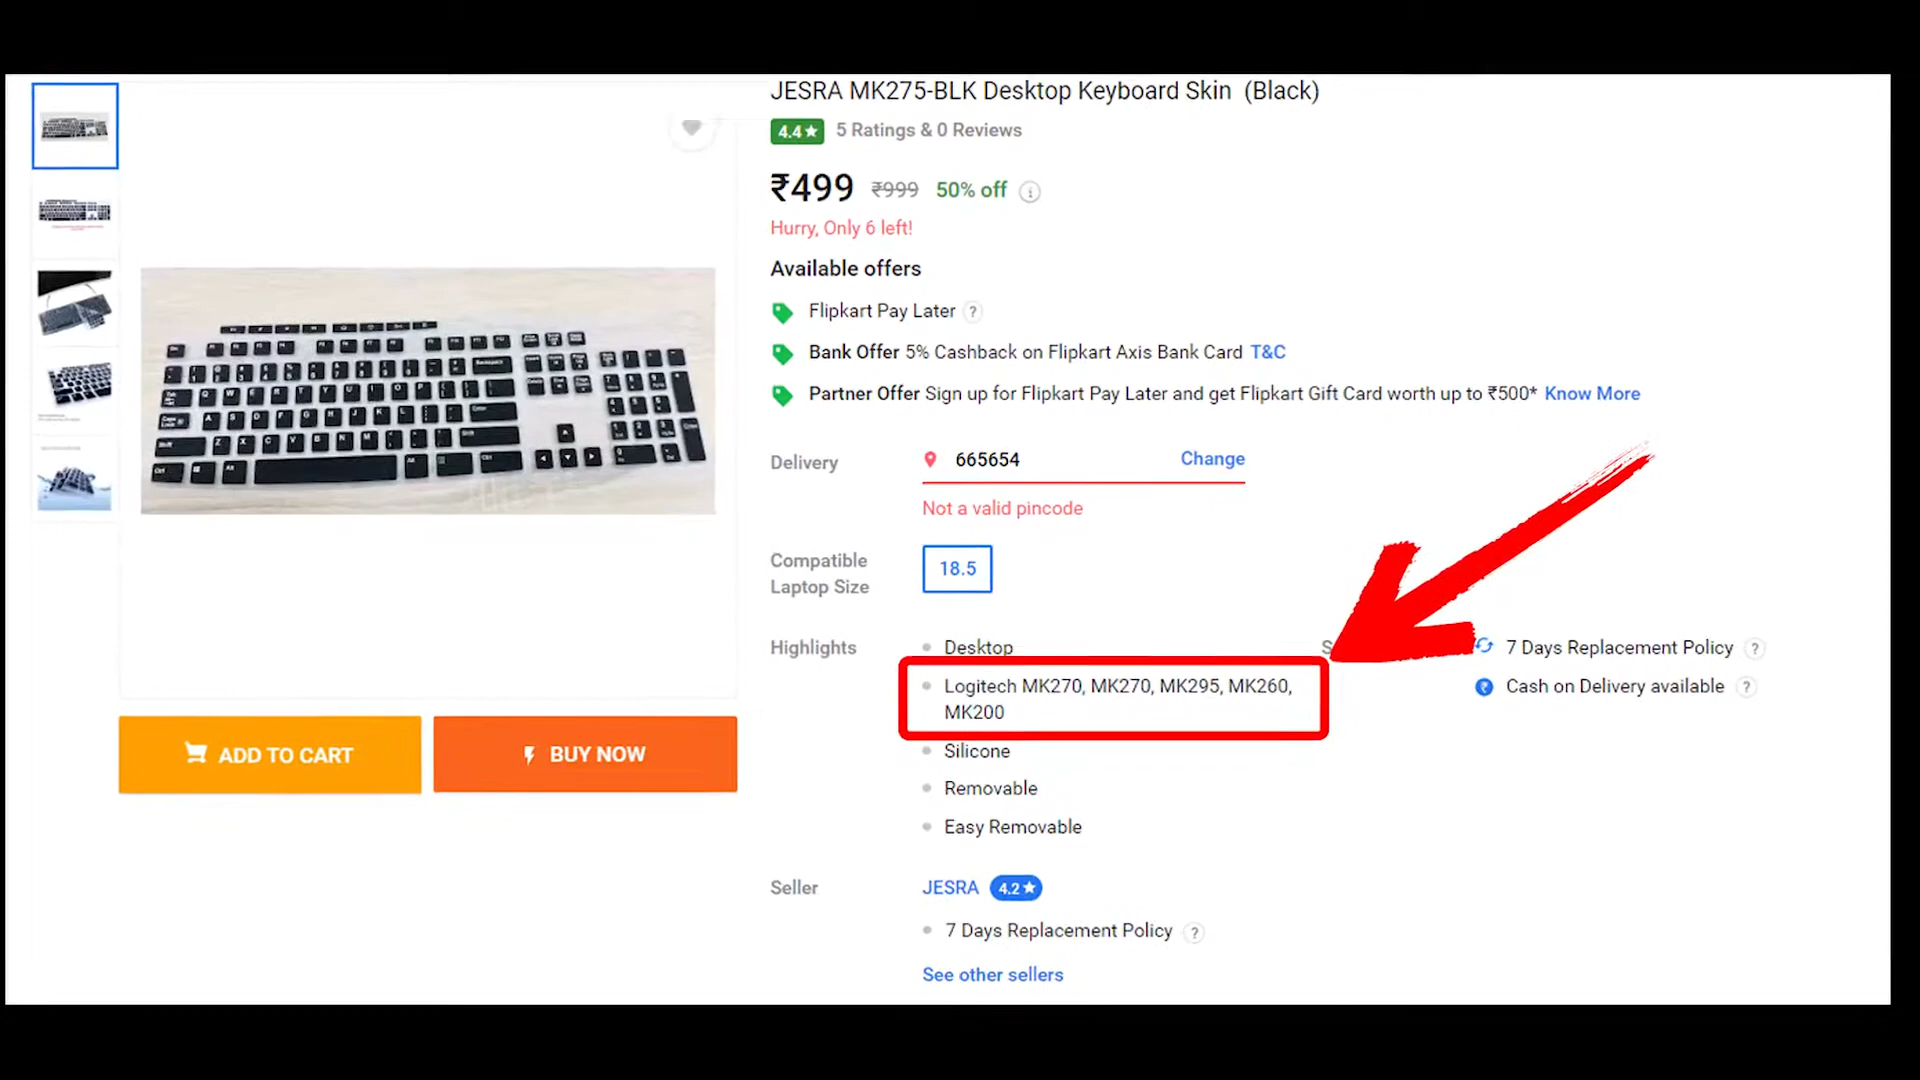 JESRA MK275-BLK Desktop Keyboard Skin (Black)
4.4★ 5 Ratings & 0 Reviews
₹499 ₹999 50% off
Hurry, Only 6 left!
Available offers
Flipkart Pay Later ?
Bank Offer 5% Cashback on Flipkart Axis Bank Card T&C
Partner Offer Sign up for Flipkart Pay Later and get Flipkart Gift Card worth up to ₹500* Know More
Delivery 665654 Change
Not a valid pincode
Compatible
Laptop Size
18.5
Highlights
Desktop
Logitech MK270, MK270, MK295, MK260,
MK200
Silicone
Removable
Easy Removable
7 Days Replacement Policy ?
Cash on Delivery available ?
ADD TO CART
BUY NOW
Seller JESRA 4.2★
7 Days Replacement Policy ?
See other sellers